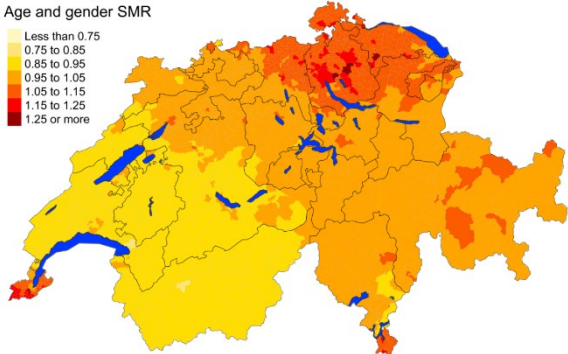 Age and gender SMR
Less than 0.75
0.75 to 0.85
0.85 to 0.95
0.95 to 1.05
1.05 to 1.15
1.15 to 1.25
1.25 or more